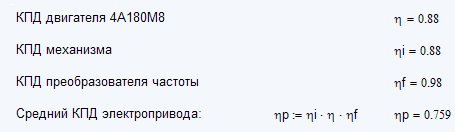 КПД двигателя 4А180М8 η = 0.88
КПД механизма ηi = 0.88
КПД преобразователя частоты ηf = 0.98
Средний КПД электропривода: ηp := ηi · η · ηf ηp = 0.759